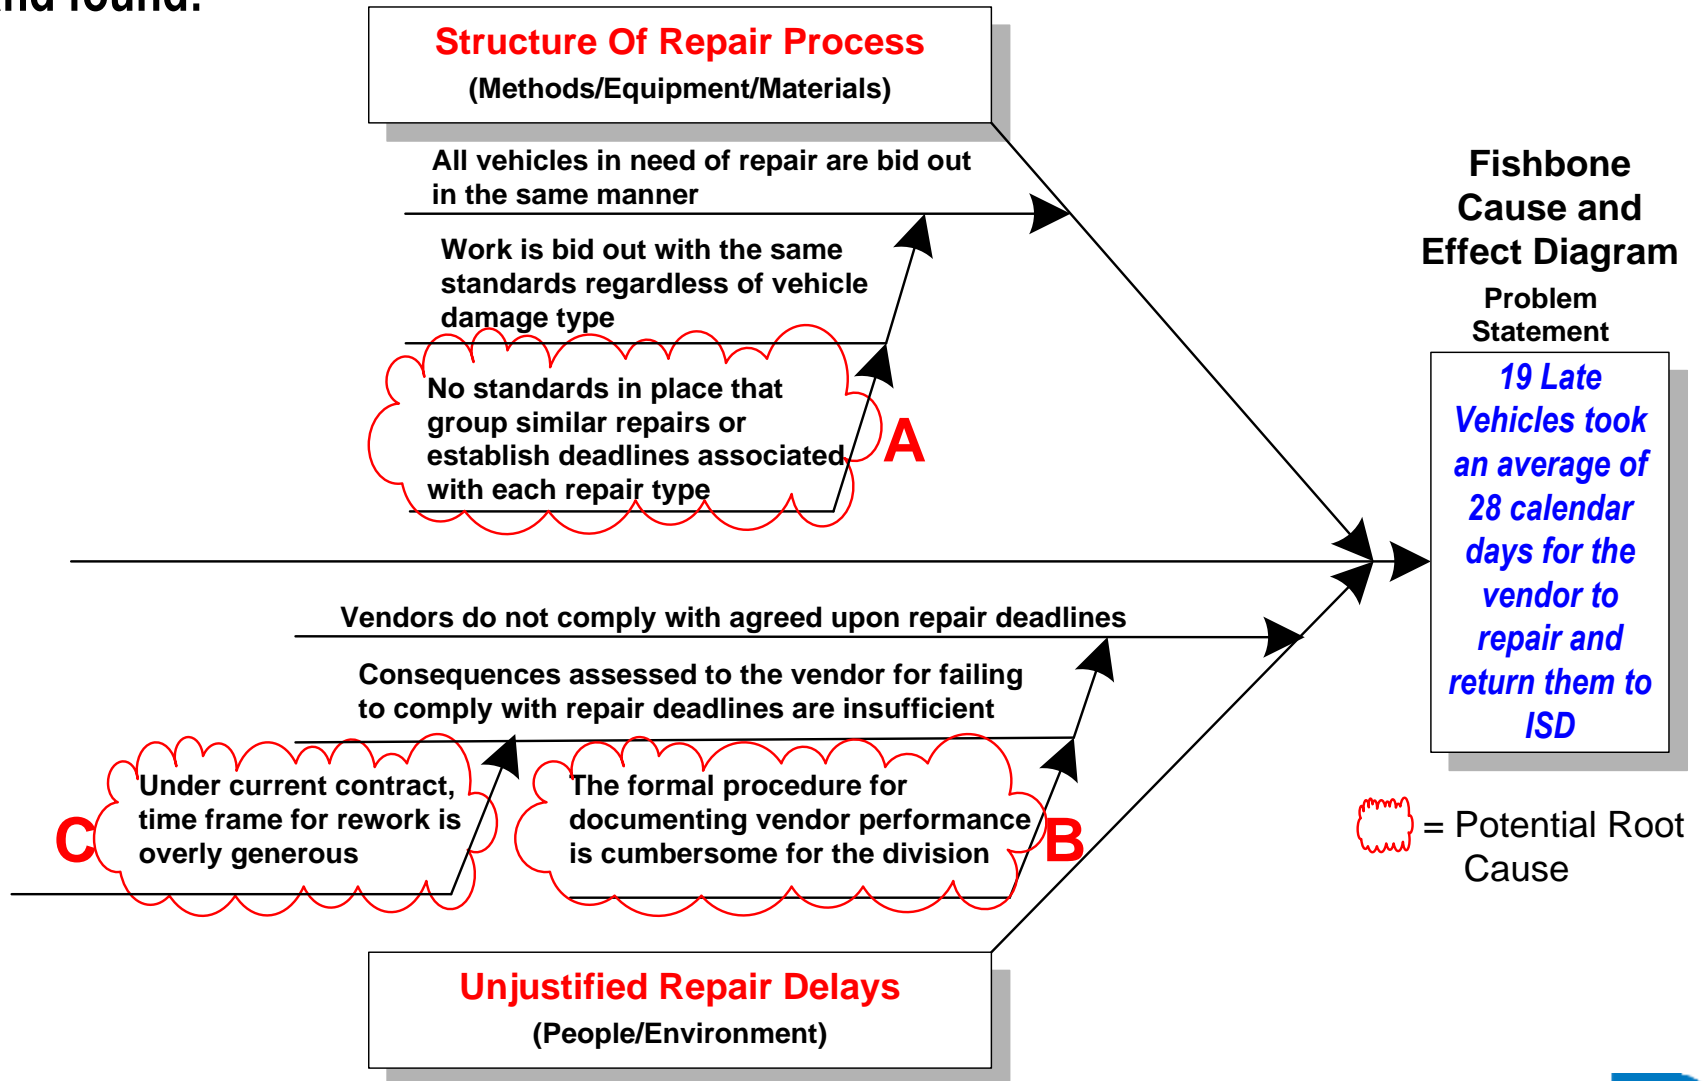 and found:
Structure Of Repair Process
(Methods/Equipment/Materials)
All vehicles in need of repair are bid out
in the same manner
Work is bid out with the same
standards regardless of vehicle
damage type
No standards in place that
group similar repairs or
establish deadlines associated
with each repair type
A
Fishbone
Cause and
Effect Diagram
Problem
Statement
19 Late
Vehicles took
an average of
28 calendar
days for the
vendor to
repair and
return them to
ISD
Vendors do not comply with agreed upon repair deadlines
Consequences assessed to the vendor for failing
to comply with repair deadlines are insufficient
C
Under current contract,
time frame for rework is
overly generous
The formal procedure for
documenting vendor performance
is cumbersome for the division
B
= Potential Root
Cause
Unjustified Repair Delays
(People/Environment)